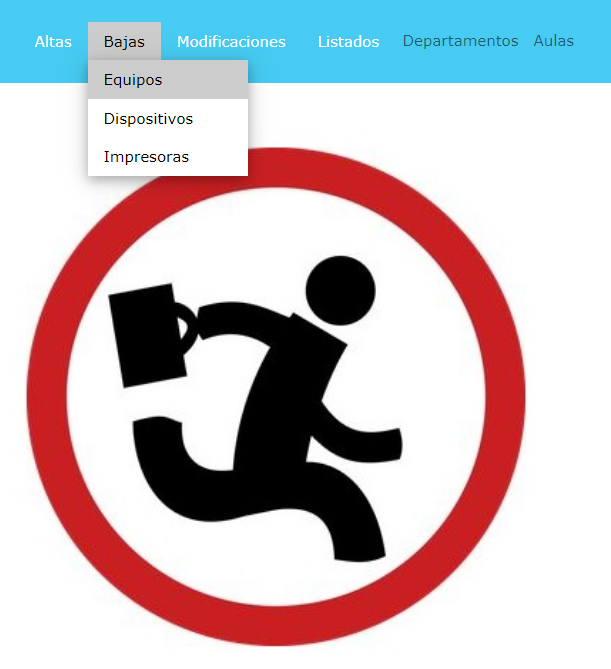 Altas Bajas Modificaciones Listados Departamentos Aulas
Equipos
Dispositivos
Impresoras